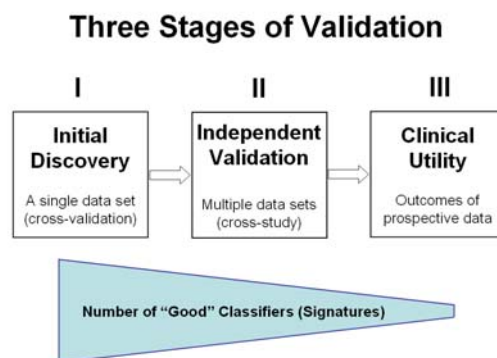 Three Stages of Validation
I
II
III
Initial
Discovery
A single data set
(cross-validation)
Independent
Validation
Multiple data sets
(cross-study)
Clinical
Utility
Outcomes of
prospective data
Number of “Good” Classifiers (Signatures)